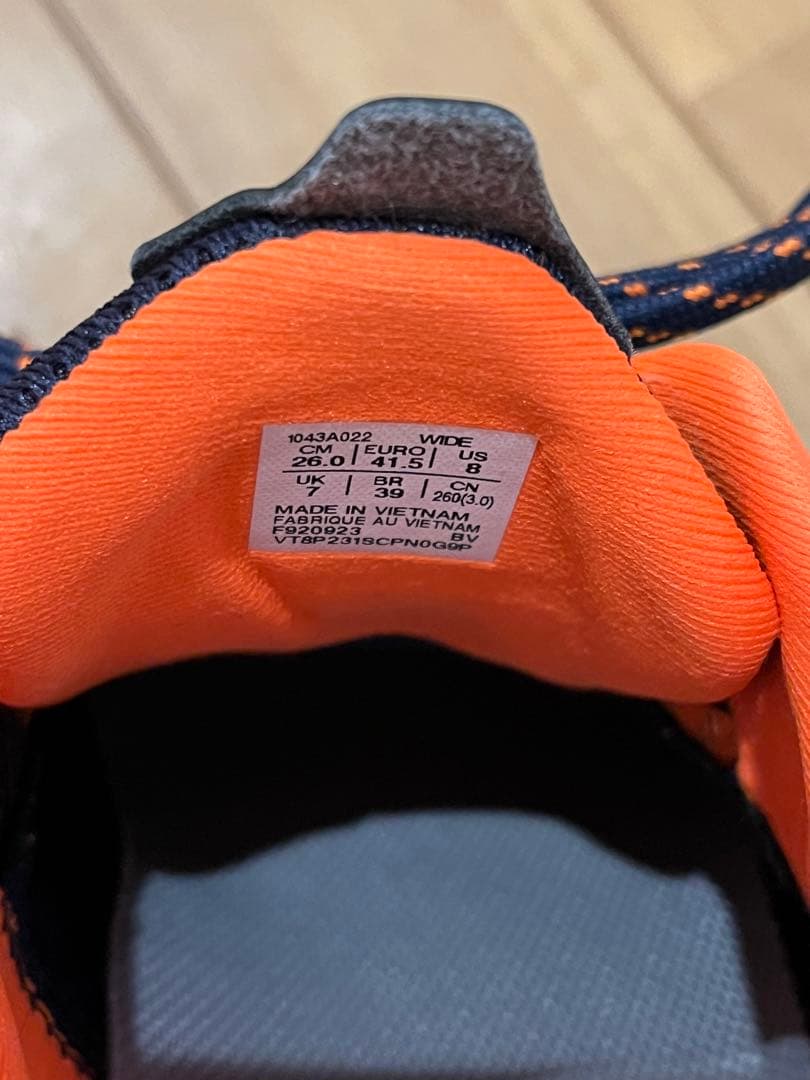 1043A022 WIDE
CM | EURO | US
26.0 | 41.5 | 8
UK | BR | CN
7 | 39 | 260(3.0)
MADE IN VIETNAM
FABRIQUE AU VIETNAM
F920923 BV
VT8P231SCPN0G9P